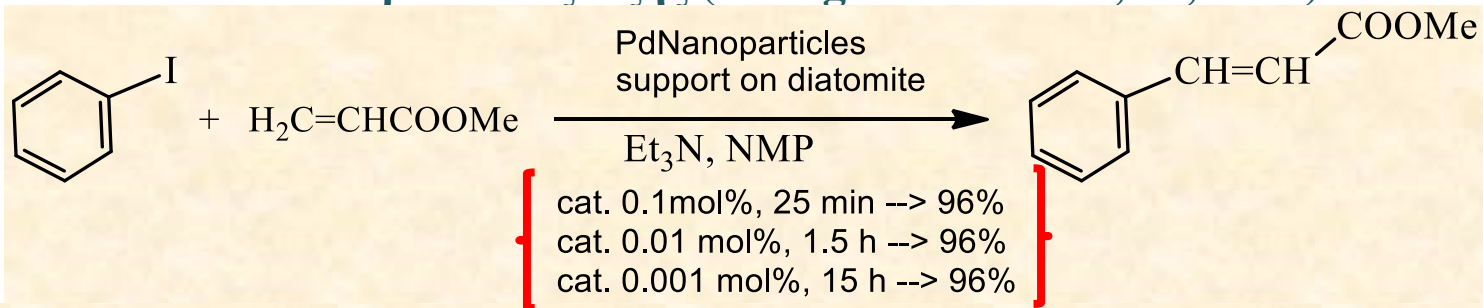 PdNanoparticles
support on diatomite
I + H₂C=CHCOOMe
Et₃N, NMP
COOMe
CH=CH
cat. 0.1mol%, 25 min --> 96%
cat. 0.01 mol%, 1.5 h --> 96%
cat. 0.001 mol%, 15 h --> 96%